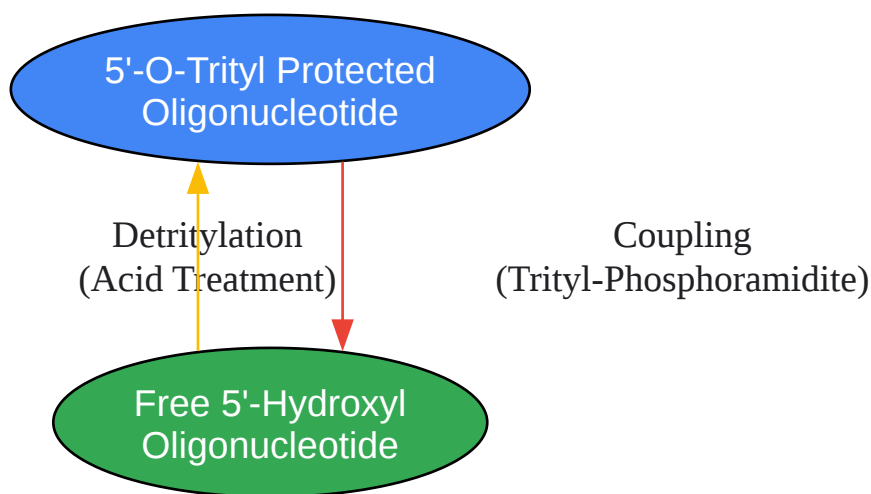 5'-O-Trityl Protected
Oligonucleotide
Detritylation
(Acid Treatment)
Coupling
(Trityl-Phosphoramidite)
Free 5'-Hydroxyl
Oligonucleotide